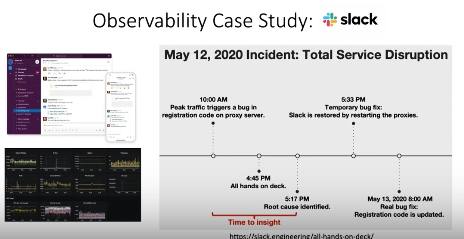 Observability Case Study: slack
May 12, 2020 Incident: Total Service Disruption
10:00 AM
Peak traffic triggers a bug in
registration code on proxy server.
5:33 PM
Temporary bug fix:
Slack is restored by restarting the proxies.
4:45 PM
All hands on deck.
5:17 PM
Root cause identified.
May 13, 2020 8:00 AM
Real bug fix:
Registration code is updated.
Time to insight
https://slack.engineering/all-hands-on-deck/